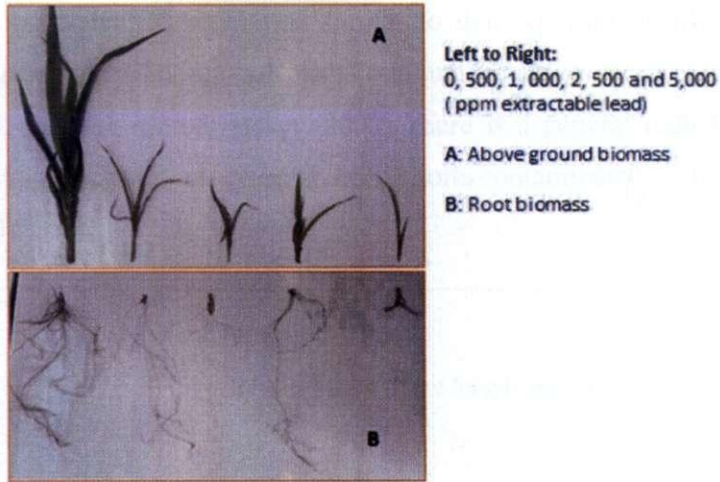 A
Left to Right:
0, 500, 1, 000, 2, 500 and 5,000
( ppm extractable lead)
A: Above ground biomass
B: Root biomass
B